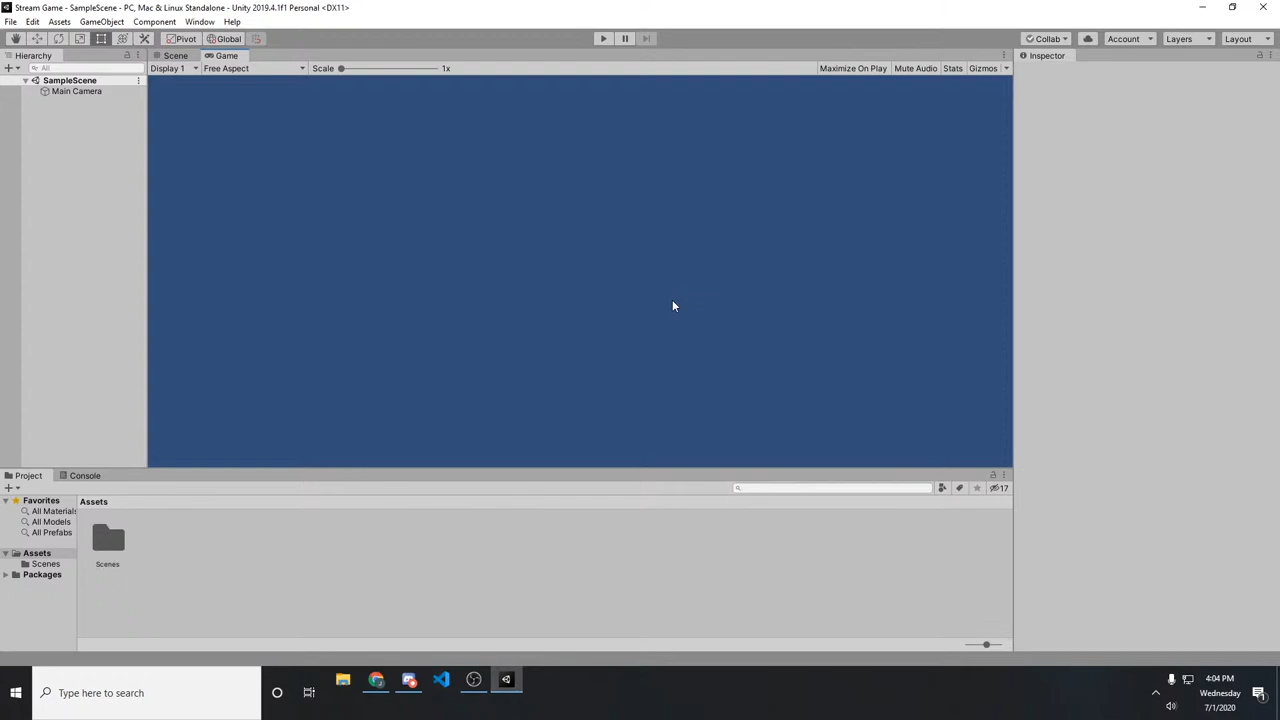 Stream Game - SampleScene - PC, Mac & Linux Standalone - Unity 2019.4.1f1 Personal <DX11>
File Edit Assets GameObject Component Window Help
Pivot Global Collab Account Layers Layout
Hierarchy Scene Game Inspector
All Display 1 Free Aspect Scale 1x Maximize On Play Mute Audio Stats Gizmos
SampleScene
Main Camera
Project Console
17
Favorites Assets
All Materials
All Models
All Prefabs
Assets
Scenes Scenes
Packages
Type here to search
4:04 PM
Wednesday
7/1/2020
1